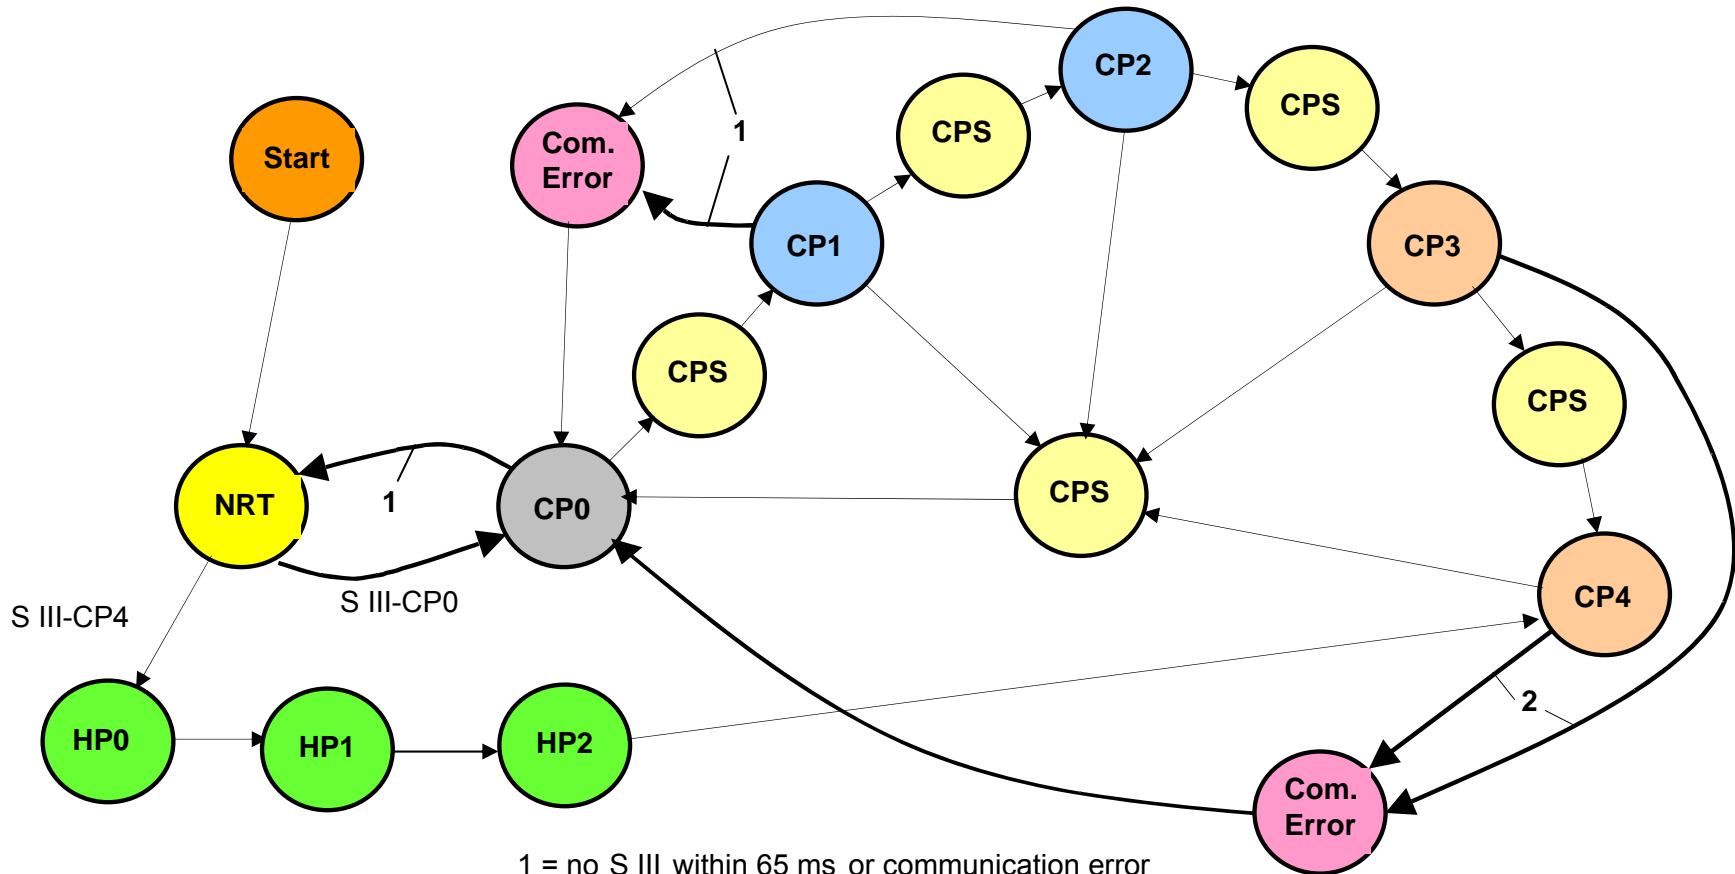 CP2
CPS
CPS
1
Com.
Error
Start
CP1
CP3
CPS
CPS
1
NRT
CP0
CPS
CP4
S III-CP0
S III-CP4
2
HP0
HP1
HP2
Com.
Error
1 = no S III within 65 ms or communication error